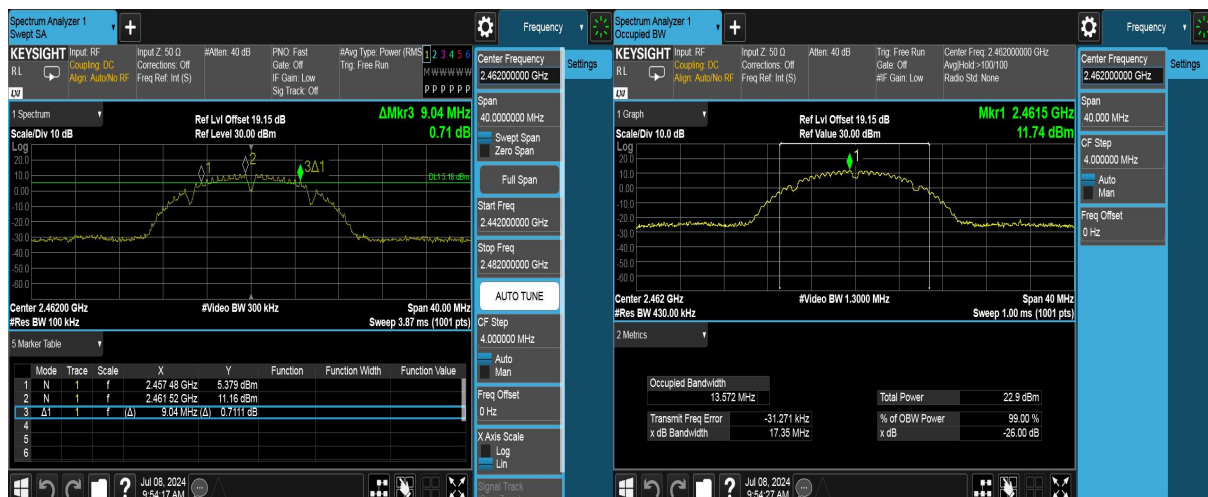 Spectrum Analyzer 1
Swept SA
Frequency
KEYSIGHT
RL
LXI
Input: RF
Coupling: DC
Align: Auto/No RF
Input Z: 50 Ω
Corrections: Off
Freq Ref: Int (S)
#Atten: 40 dB
PNO: Fast
Gate: Off
IF Gain: Low
Sig Track: Off
#Avg Type: Power (RMS
Trig: Free Run
1 2 3 4 5 6
M W W W W W
P P P P P P
1 Spectrum
Scale/Div 10 dB
Ref Lvl Offset 19.15 dB
Ref Level 30.00 dBm
ΔMkr3 9.04 MHz
0.71 dB
Log
20.0
10.0
0.00
-10.0
-20.0
-30.0
-40.0
-50.0
-60.0
1
2
3Δ1
DL1 5.16 dBm
Center 2.46200 GHz
#Res BW 100 kHz
#Video BW 300 kHz
Span 40.00 MHz
Sweep 3.87 ms (1001 pts)
5 Marker Table
Mode Trace Scale X Y Function Function Width Function Value
1 N 1 f 2.457 48 GHz 5.379 dBm
2 N 1 f 2.461 52 GHz 11.16 dBm
3 Δ1 1 f (Δ) 9.04 MHz (Δ) 0.7111 dB
4
5
6
Jul 08, 2024
9:54:17 AM
Center Frequency
2.462000000 GHz
Settings
Span
40.0000000 MHz
Swept Span
Zero Span
Full Span
Start Freq
2.442000000 GHz
Stop Freq
2.482000000 GHz
AUTO TUNE
CF Step
4.000000 MHz
Auto
Man
Freq Offset
0 Hz
X Axis Scale
Log
Lin
Signal Track
Spectrum Analyzer 1
Occupied BW
Frequency
KEYSIGHT
RL
LXI
Input: RF
Coupling: DC
Align: Auto/No RF
Input Z: 50 Ω
Corrections: Off
Freq Ref: Int (S)
Atten: 40 dB
Trig: Free Run
Gate: Off
#IF Gain: Low
Center Freq: 2.462000000 GHz
Avg|Hold:>100/100
Radio Std: None
1 Graph
Scale/Div 10.0 dB
Ref Lvl Offset 19.15 dB
Ref Value 30.00 dBm
Mkr1 2.4615 GHz
11.74 dBm
Log
20.0
10.0
0.00
-10.0
-20.0
-30.0
-40.0
-50.0
-60.0
1
Center 2.462 GHz
#Res BW 430.00 kHz
#Video BW 1.3000 MHz
Span 40 MHz
Sweep 1.00 ms (1001 pts)
2 Metrics
Occupied Bandwidth
13.572 MHz
Transmit Freq Error -31.271 kHz
x dB Bandwidth 17.35 MHz
Total Power 22.9 dBm
% of OBW Power 99.00 %
x dB -26.00 dB
Jul 08, 2024
9:54:27 AM
Center Frequency
2.462000000 GHz
Settings
Span
40.000 MHz
CF Step
4.000000 MHz
Auto
Man
Freq Offset
0 Hz